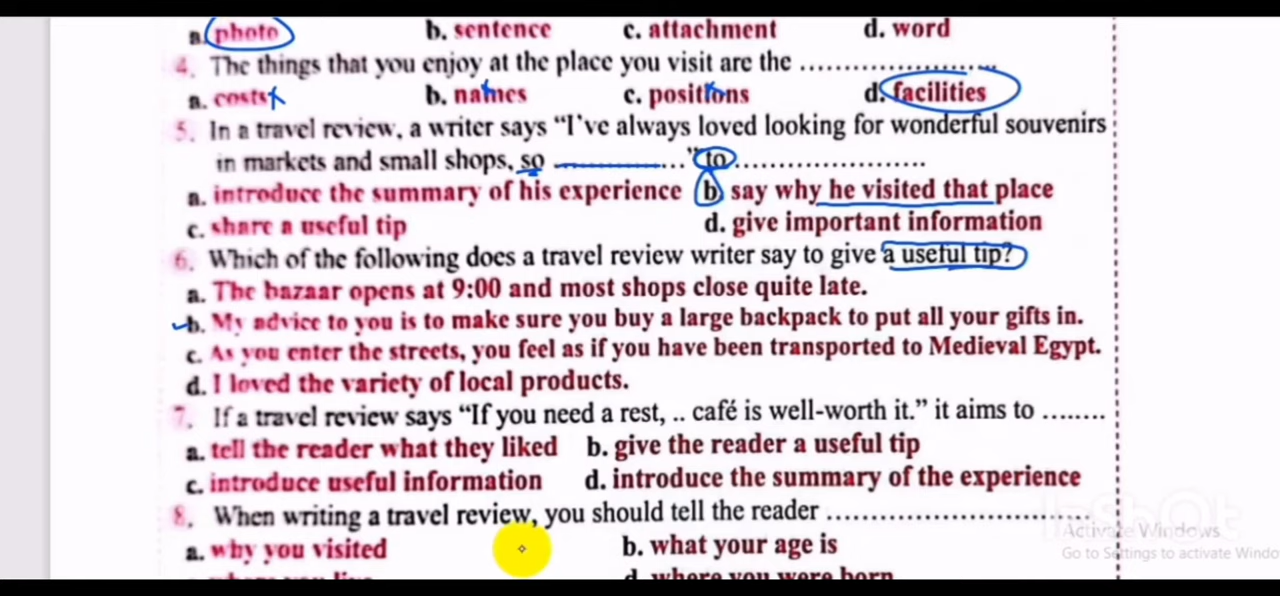 a. photo b. sentence c. attachment d. word
4. The things that you enjoy at the place you visit are the ........................
a. costs b. names c. positions d. facilities
5. In a travel review, a writer says "I've always loved looking for wonderful souvenirs
in markets and small shops, so ..................." to ........................
a. introduce the summary of his experience b. say why he visited that place
c. share a useful tip d. give important information
6. Which of the following does a travel review writer say to give a useful tip?
a. The bazaar opens at 9:00 and most shops close quite late.
b. My advice to you is to make sure you buy a large backpack to put all your gifts in.
c. As you enter the streets, you feel as if you have been transported to Medieval Egypt.
d. I loved the variety of local products.
7. If a travel review says "If you need a rest, .. café is well-worth it." it aims to ........
a. tell the reader what they liked b. give the reader a useful tip
c. introduce useful information d. introduce the summary of the experience
8. When writing a travel review, you should tell the reader ..............................
InShOt
Activate Windows
a. why you visited b. what your age is
Go to Settings to activate Windo
d. where you were born